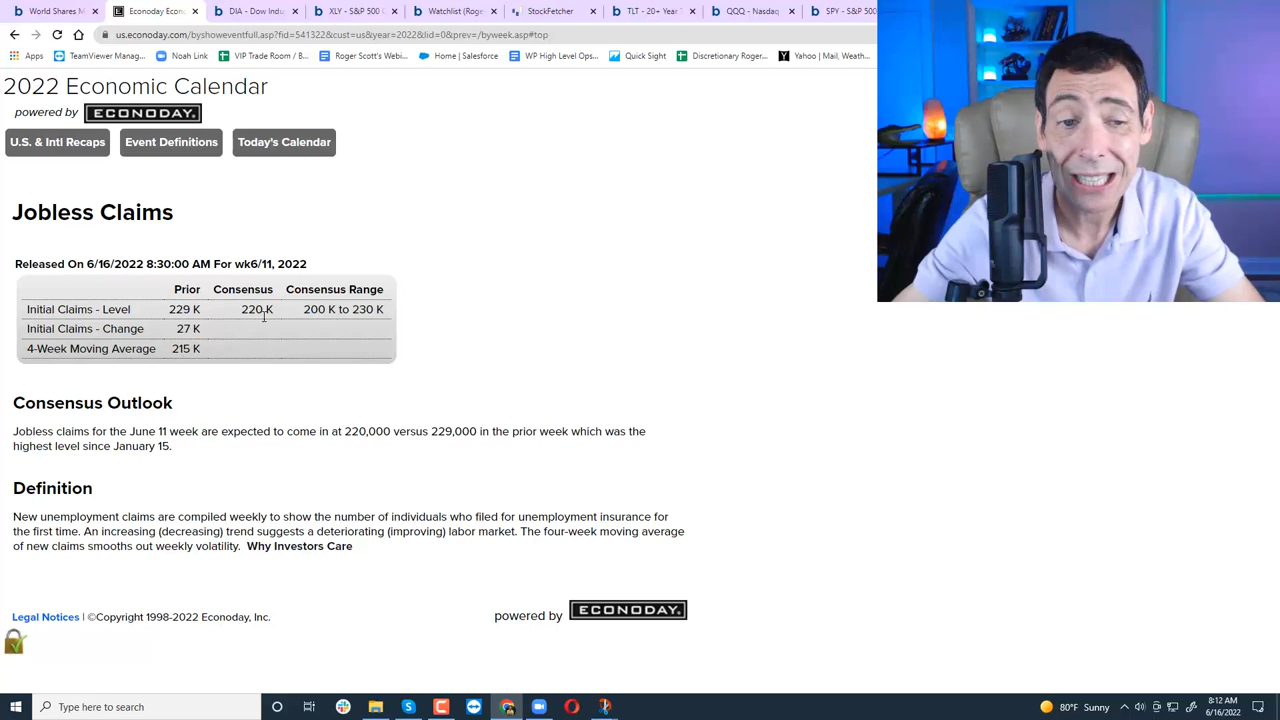 World Shares M
Econoday Econ
DIA - Dow Indu
XLY - S&P 500 C
Watchlist (Roge
StockFetcher
TLT - 20+ Year T
QQQ - Nasdaq
SPY - S&P 500
us.econoday.com/byshoweventfull.asp?fid=541322&cust=us&year=2022&lid=0&prev=/byweek.asp#top
Apps
TeamViewer Manag...
Noah Link
VIP Trade Room / B...
Roger Scott's Webi...
Home | Salesforce
WP High Level Ops...
Quick Sight
Discretionary Roger...
Yahoo | Mail, Weath...
2022 Economic Calendar
powered by ECONODAY
U.S. & Intl Recaps
Event Definitions
Today's Calendar
Jobless Claims
Released On 6/16/2022 8:30:00 AM For wk6/11, 2022
Prior Consensus Consensus Range
Initial Claims - Level 229 K 220 K 200 K to 230 K
Initial Claims - Change 27 K
4-Week Moving Average 215 K
Consensus Outlook
Jobless claims for the June 11 week are expected to come in at 220,000 versus 229,000 in the prior week which was the
highest level since January 15.
Definition
New unemployment claims are compiled weekly to show the number of individuals who filed for unemployment insurance for
the first time. An increasing (decreasing) trend suggests a deteriorating (improving) labor market. The four-week moving average
of new claims smooths out weekly volatility. Why Investors Care
Legal Notices | ©Copyright 1998-2022 Econoday, Inc.
powered by ECONODAY
Type here to search
80°F Sunny
8:12 AM
6/16/2022